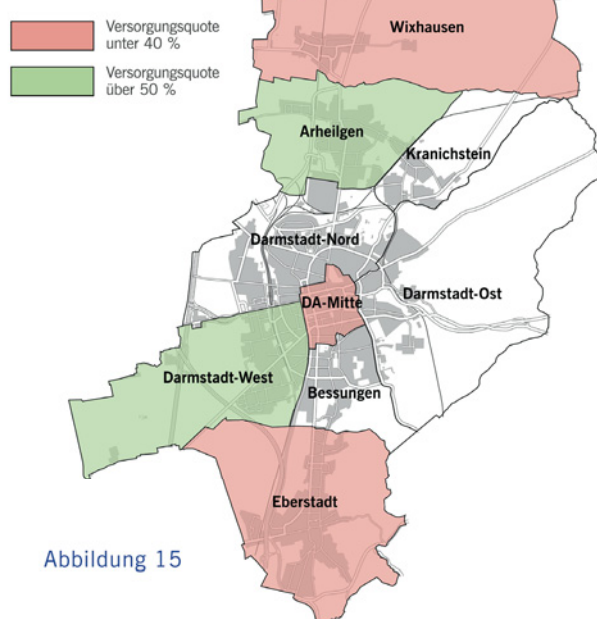 Versorgungsquote
unter 40 %
Versorgungsquote
über 50 %
Wixhausen
Arheilgen
Kranichstein
Darmstadt-Nord
DA-Mitte
Darmstadt-Ost
Darmstadt-West
Bessungen
Eberstadt
Abbildung 15